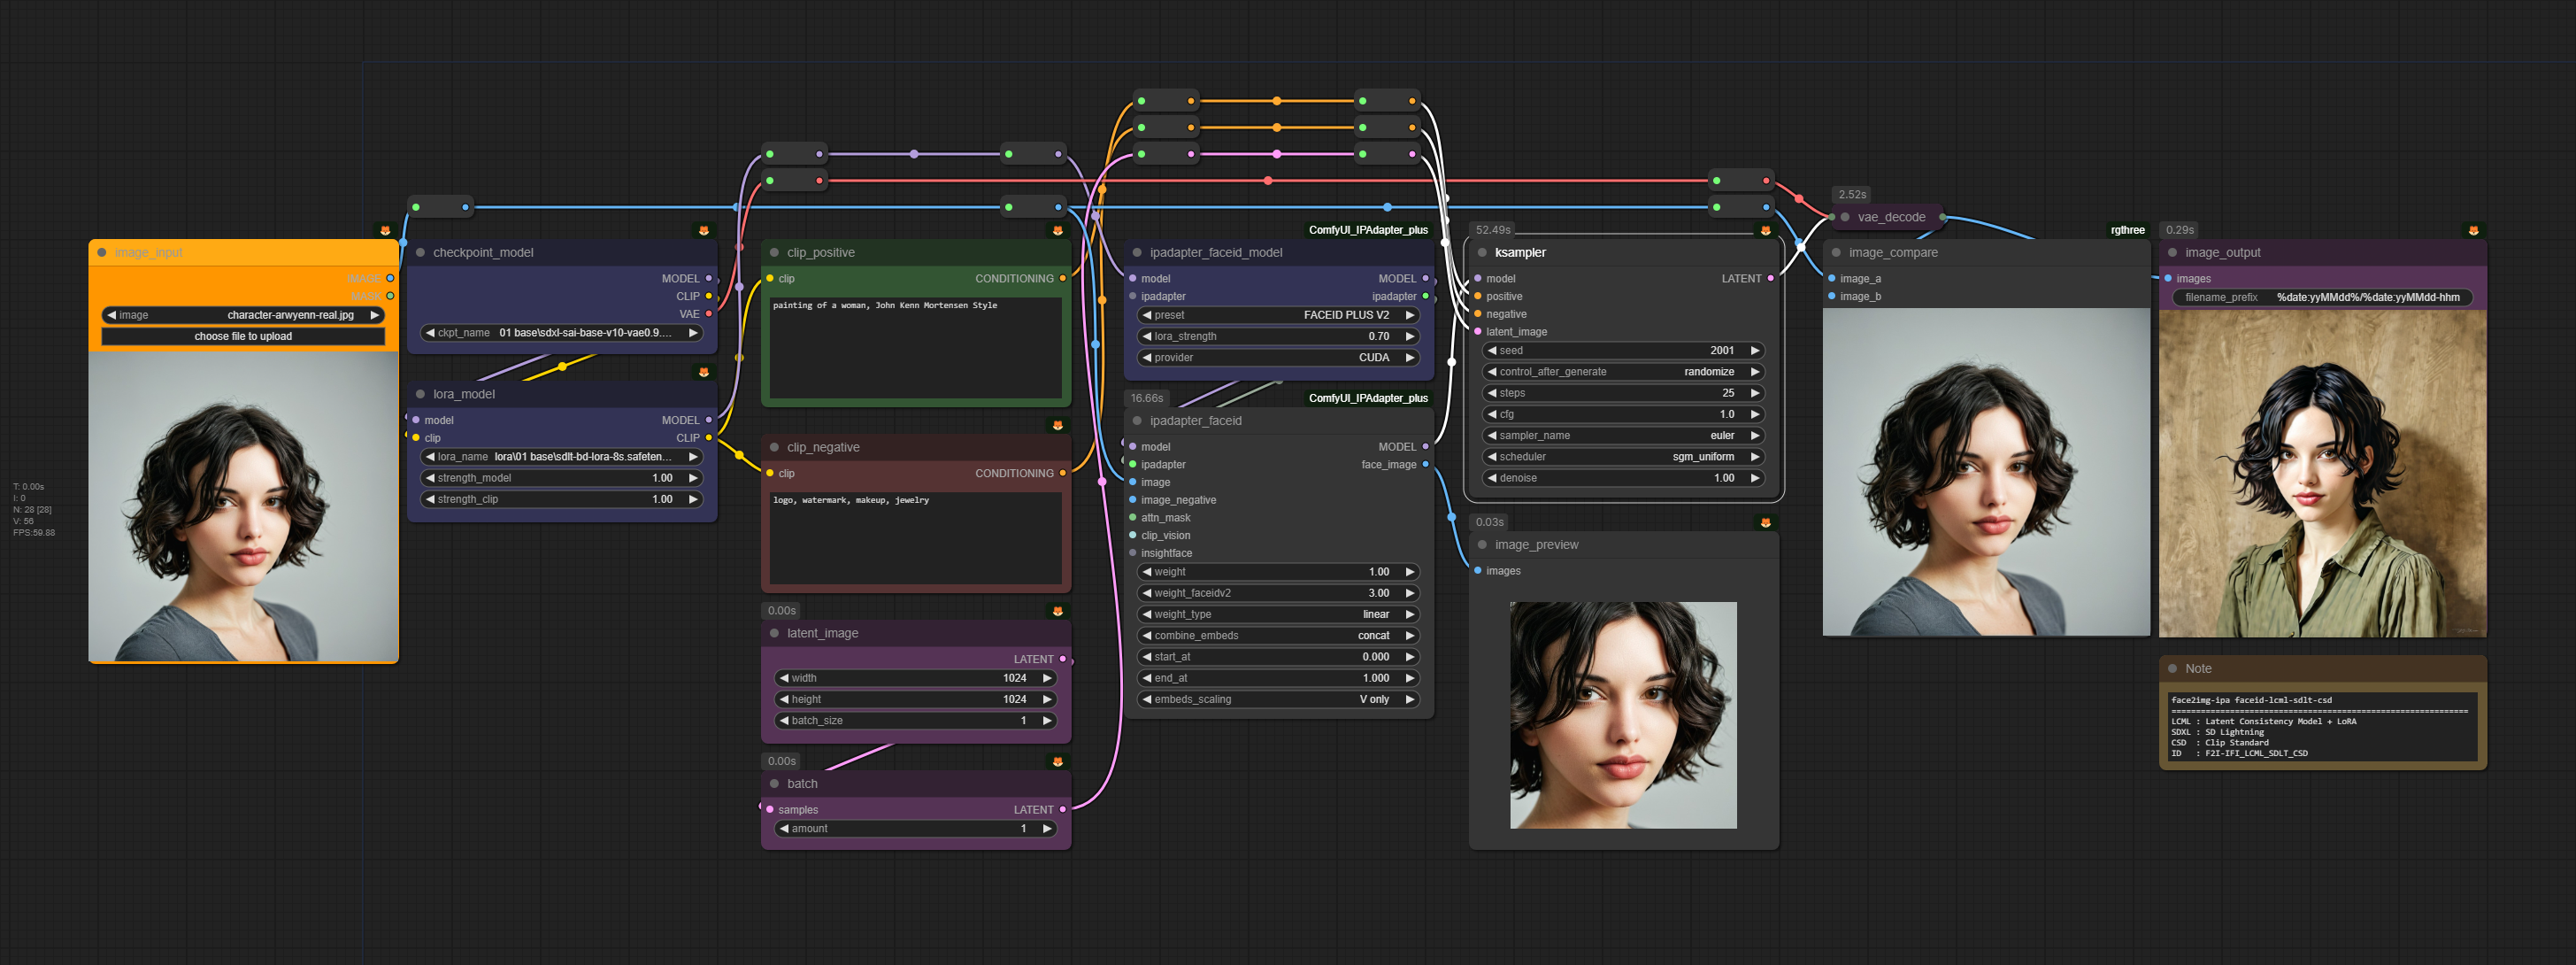 T: 0.00s
I: 0
N: 28 [28]
V: 56
FPS:59.88
image_input
IMAGE
MASK
image character-arwyenn-real.jpg
choose file to upload
checkpoint_model
MODEL
CLIP
VAE
ckpt_name 01 base\sdxl-sai-base-v10-vae0.9....
lora_model
model MODEL
clip CLIP
lora_name lora\01 base\sdlt-bd-lora-8s.safeten...
strength_model 1.00
strength_clip 1.00
clip_positive
clip CONDITIONING
painting of a woman, John Kenn Mortensen Style
clip_negative
clip CONDITIONING
logo, watermark, makeup, jewelry
0.00s
latent_image
LATENT
width 1024
height 1024
batch_size 1
0.00s
batch
samples LATENT
amount 1
ComfyUI_IPAdapter_plus
ipadapter_faceid_model
model MODEL
ipadapter ipadapter
preset FACEID PLUS V2
lora_strength 0.70
provider CUDA
16.66s ComfyUI_IPAdapter_plus
ipadapter_faceid
model MODEL
ipadapter face_image
image
image_negative
attn_mask
clip_vision
insightface
weight 1.00
weight_faceidv2 3.00
weight_type linear
combine_embeds concat
start_at 0.000
end_at 1.000
embeds_scaling V only
52.49s
ksampler
model LATENT
positive
negative
latent_image
seed 2001
control_after_generate randomize
steps 25
cfg 1.0
sampler_name euler
scheduler sgm_uniform
denoise 1.00
0.03s
image_preview
images
2.52s
vae_decode
rgthree
image_compare
image_a
image_b
0.29s
image_output
images
filename_prefix %date:yyMMdd%/%date:yyMMdd-hhm
Note
face2img-ipa faceid-lcml-sdlt-csd
============================================================
LCML : Latent Consistency Model + LoRA
SDXL : SD Lightning
CSD : Clip Standard
ID : F2I-IFI_LCML_SDLT_CSD